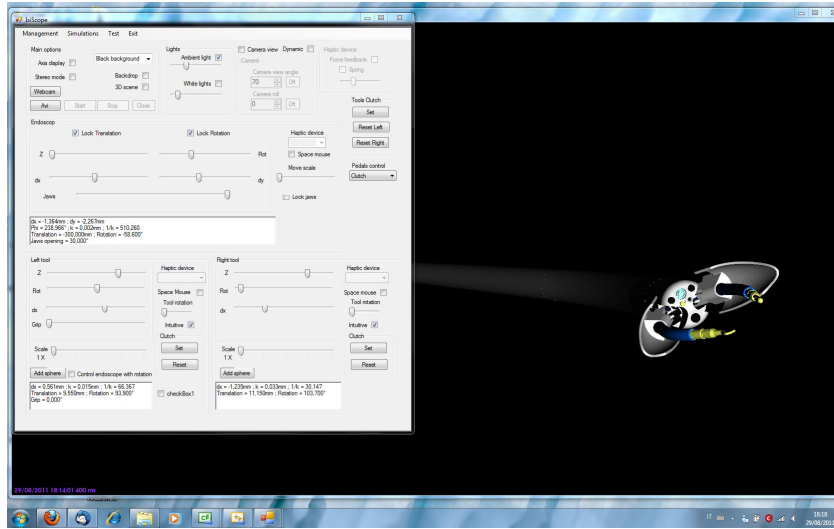 IsiScope
Management Simulations Test Exit
Main options
Axis display
Black background
Stereo mode
Backdrop
3D scene
Webcam
Avi Start Stop Close
Lights
Ambient light
White lights
Camera view Dynamic
Camera
Camera view angle
70 Off
Camera roll
0 Off
Haptic device
Force feedback
Spring
Tools Clutch
Set
Reset Left
Reset Right
Pedals control
Clutch
Endoscop
Lock Translation Lock Rotation
Haptic device
Z Rot
Space mouse
Move scale
dx dy
Jaws
Lock jaws
dx = -1,364mm ; dy = -2,267mm
Phi = 238,966° ; k = 0,002mm ; 1/k = 510,260
Translation = -300,000mm ; Rotation = -58,600°
Jaws opening = 30,000°
Left tool
Z
Haptic device
Rot
Space Mouse
Tool rotation
dx
Grip
Intuitive
Clutch
Scale
1 X
Set
Reset
Add sphere Control endoscope with rotation
dx = 0,561mm ; k = 0,015mm ; 1/k = 66,367
Translation = 9,550mm ; Rotation = 93,900°
Grip = 0,000°
checkBox1
Right tool
Z
Haptic device
Rot
Space mouse
Tool rotation
dx
Intuitive
Clutch
Scale
1 X
Set
Reset
Add sphere
dx = -1,235mm ; k = 0,033mm ; 1/k = 30,147
Translation = 11,150mm ; Rotation = 103,700°
29/08/2011 18:14:01 400 ms
IT
18:18
29/08/2011